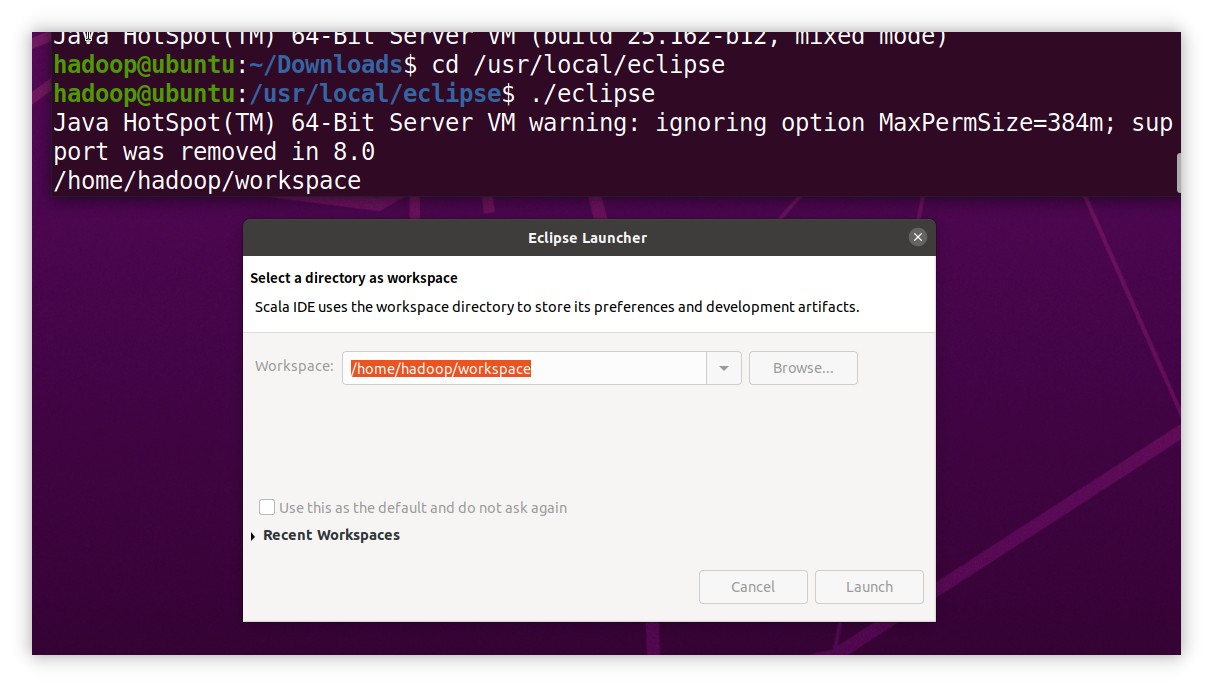 Java HotSpot(TM) 64-Bit Server VM (build 25.162-b12, mixed mode)
hadoop@ubuntu:~/Downloads$ cd /usr/local/eclipse
hadoop@ubuntu:/usr/local/eclipse$ ./eclipse
Java HotSpot(TM) 64-Bit Server VM warning: ignoring option MaxPermSize=384m; sup
port was removed in 8.0
/home/hadoop/workspace
Eclipse Launcher
Select a directory as workspace
Scala IDE uses the workspace directory to store its preferences and development artifacts.
Workspace: /home/hadoop/workspace Browse...
Use this as the default and do not ask again
Recent Workspaces
Cancel Launch